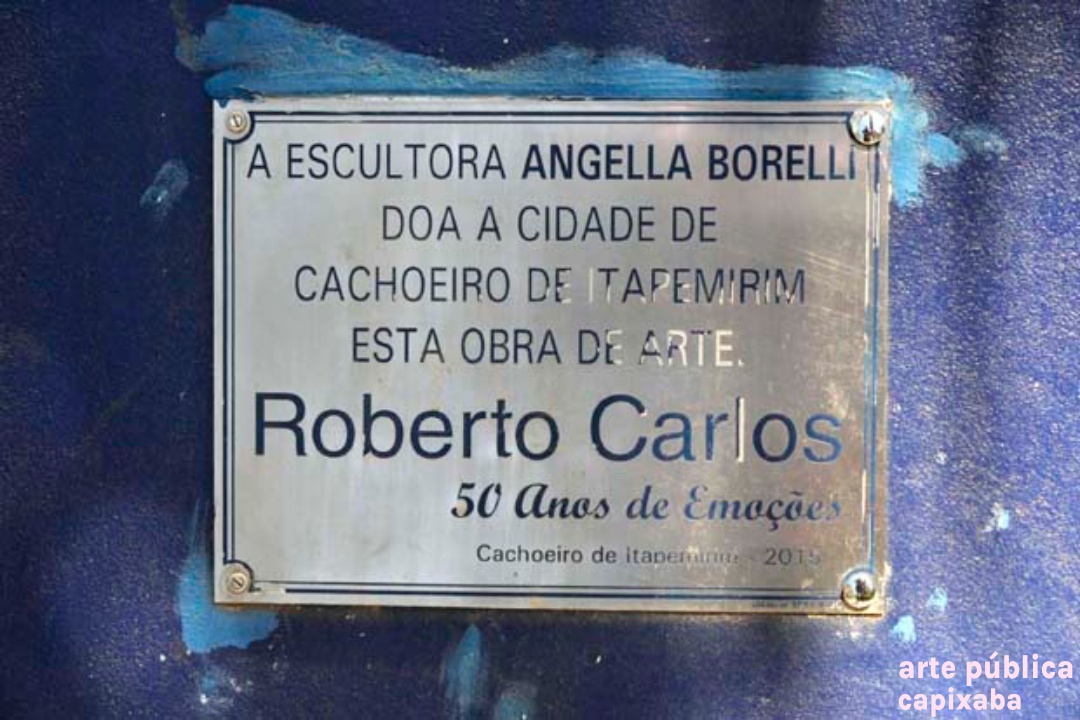 A ESCULTORA ANGELLA BORELLI
DOA A CIDADE DE
CACHOEIRO DE ITAPEMIRIM
ESTA OBRA DE ARTE.
Roberto Carlos
50 Anos de Emoções
Cachoeiro de Itapemirim - 2015
arte pública
capixaba